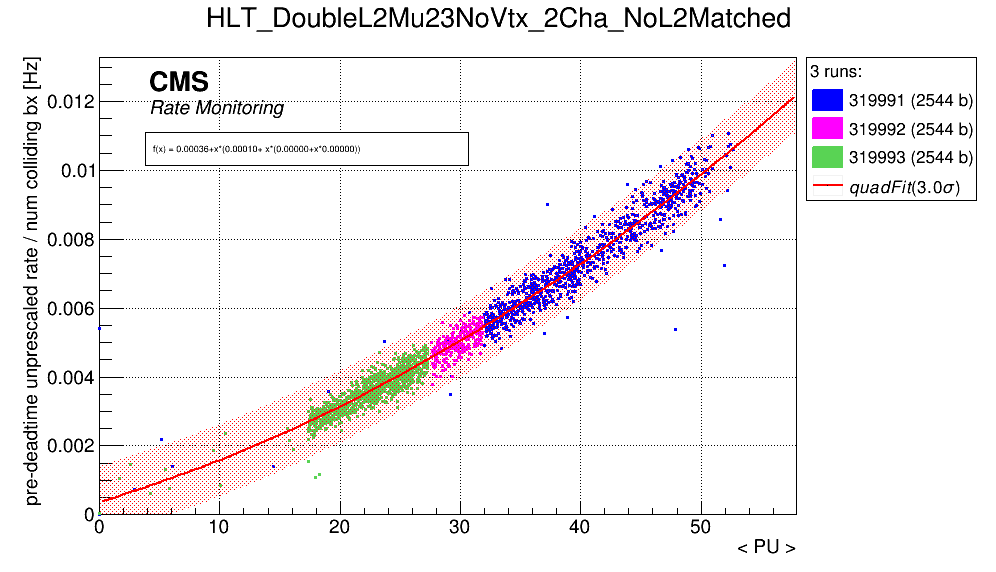 HLT_DoubleL2Mu23NoVtx_2Cha_NoL2Matched
pre-deadtime unprescaled rate / num colliding bx [Hz]
CMS
Rate Monitoring
f(x) = 0.00036+x*(0.00010+ x*(0.00000+x*0.00000))
3 runs:
319991 (2544 b)
319992 (2544 b)
319993 (2544 b)
quadFit(3.0σ)
0.012
0.01
0.008
0.006
0.004
0.002
0
0 10 20 30 40 50
< PU >